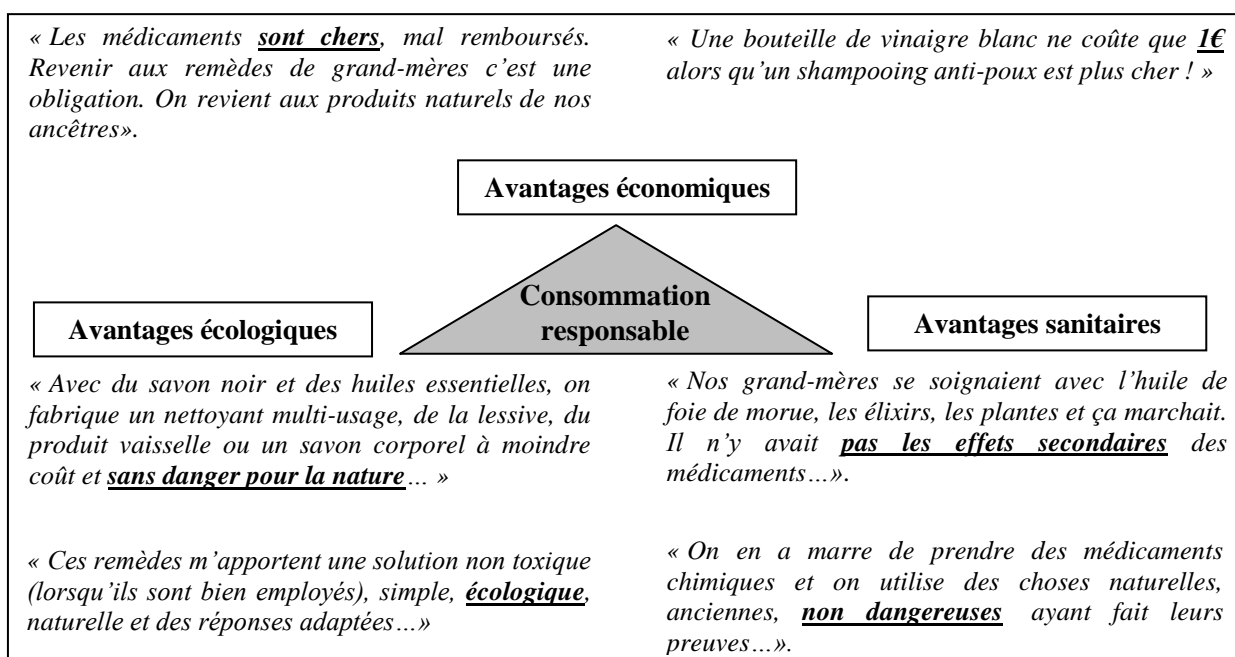 « Les médicaments sont chers, mal remboursés.
Revenir aux remèdes de grand-mères c’est une
obligation. On revient aux produits naturels de nos
ancêtres».
« Une bouteille de vinaigre blanc ne coûte que 1€
alors qu’un shampooing anti-poux est plus cher ! »
Avantages économiques
Consommation
responsable
Avantages écologiques
Avantages sanitaires
« Avec du savon noir et des huiles essentielles, on
fabrique un nettoyant multi-usage, de la lessive, du
produit vaisselle ou un savon corporel à moindre
coût et sans danger pour la nature… »
« Nos grand-mères se soignaient avec l’huile de
foie de morue, les élixirs, les plantes et ça marchait.
Il n’y avait pas les effets secondaires des
médicaments…».
« Ces remèdes m’apportent une solution non toxique
(lorsqu’ils sont bien employés), simple, écologique,
naturelle et des réponses adaptées…»
« On en a marre de prendre des médicaments
chimiques et on utilise des choses naturelles,
anciennes, non dangereuses ayant fait leurs
preuves…».